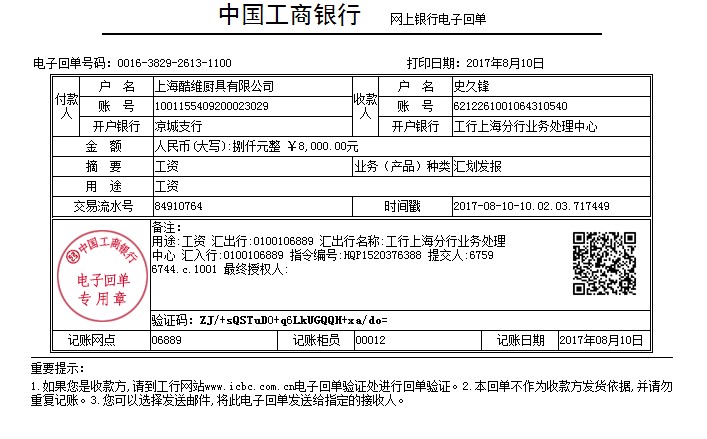 中国工商银行 网上银行电子回单
电子回单号码：0016-3829-2613-1100 打印日期：2017年8月10日
付款人 户 名 上海酷维厨具有限公司 收款人 户 名 史久锋
账 号 1001155409200023029 账 号 6212261001064310540
开户银行 京城支行 开户银行 工行上海分行业务处理中心
金 额 人民币(大写):捌仟元整 ￥8,000.00元
摘 要 工资 业务（产品）种类 汇划发报
用 途 工资
交易流水号 84910764 时间戳 2017-08-10-10.02.03.717449
中国工商银行
电子回单
专用章
备注：
用途:工资 汇出行:0100106889 汇出行名称:工行上海分行业务处理
中心 汇入行:0100106889 指令编号:HQP1520376388 提交人:6759
6744.c.1001 最终授权人:
验证码：ZJ/+sQSTuD0+q6LkUGQQH+xa/do=
记账网点 06889 记账柜员 00012 记账日期 2017年08月10日
重要提示：
1.如果您是收款方,请到工行网站www.icbc.com.cn电子回单验证处进行回单验证。2.本回单不作为收款方发货依据,并请勿
重复记账。3.您可以选择发送邮件,将此电子回单发送给指定的接收人。